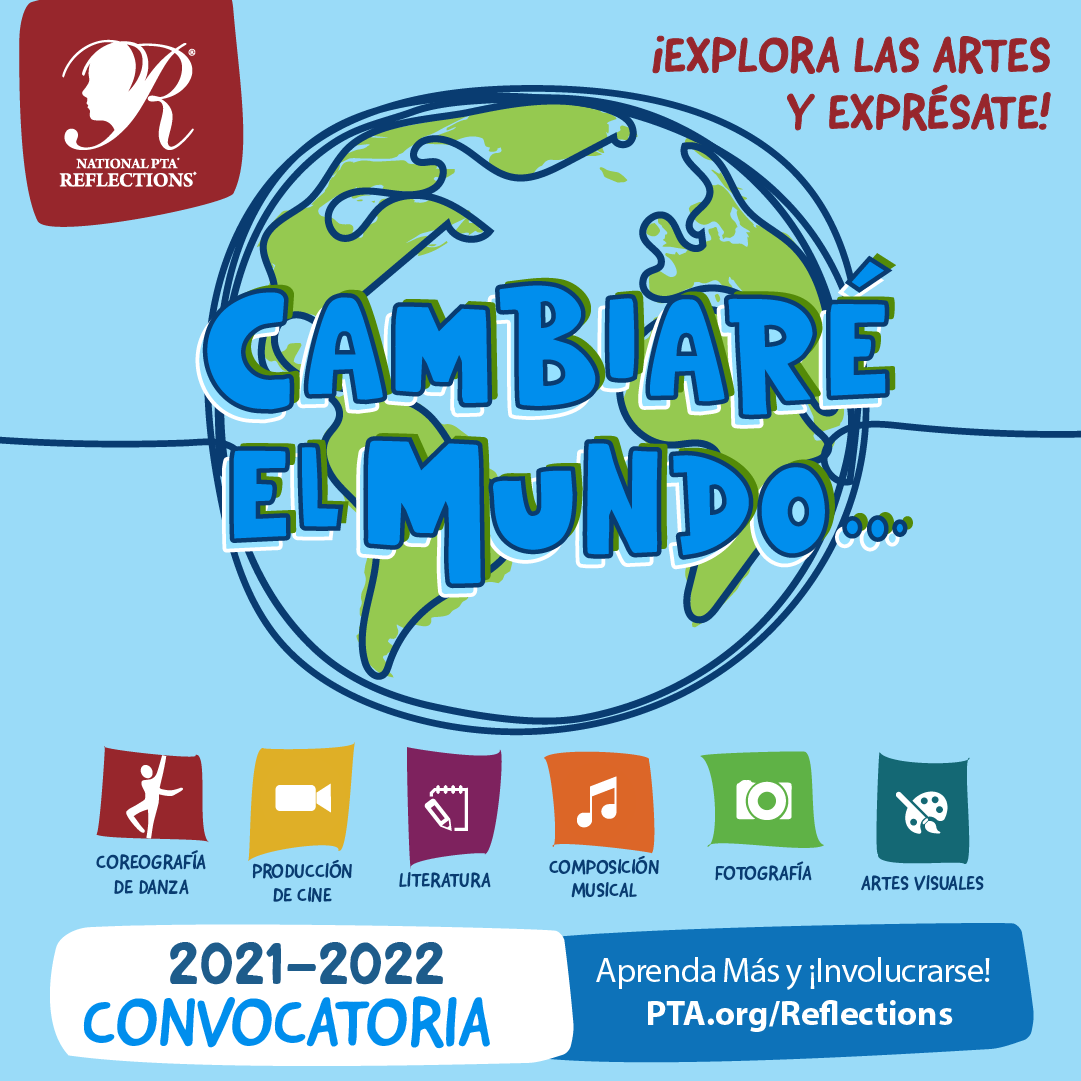 R®
NATIONAL PTA®
REFLECTIONS®
¡EXPLORA LAS ARTES
Y EXPRÉSATE!
CAMBIARÉ
EL MUNDO...
COREOGRAFÍA
DE DANZA
PRODUCCIÓN
DE CINE
LITERATURA
COMPOSICIÓN
MUSICAL
FOTOGRAFÍA
ARTES VISUALES
2021–2022
CONVOCATORIA
Aprenda Más y ¡Involucrarse!
PTA.org/Reflections